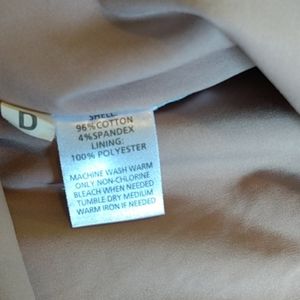 D
SHELL:
96%COTTON
4%SPANDEX
LINING:
100% POLYESTER
MACHINE WASH WARM
ONLY NON-CHLORINE
BLEACH WHEN NEEDED
TUMBLE DRY MEDIUM
WARM IRON IF NEEDED